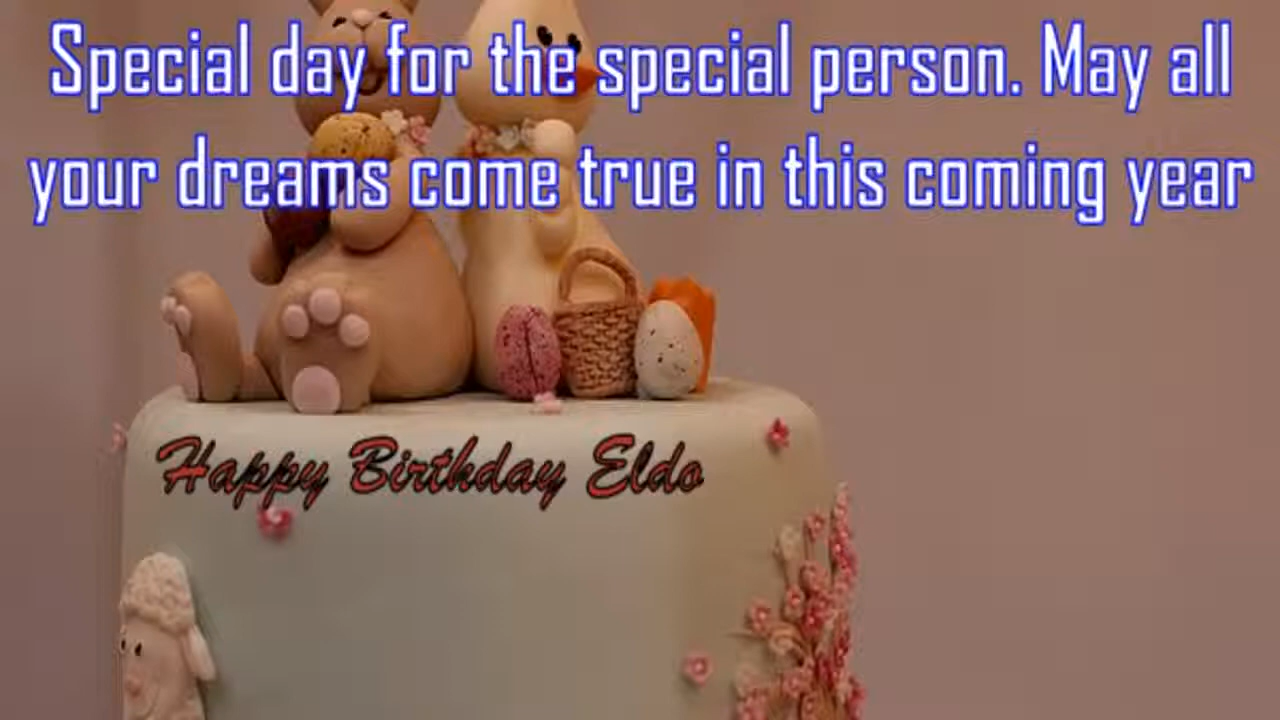 Special day for the special person. May all
your dreams come true in this coming year
Happy Birthday Eldo